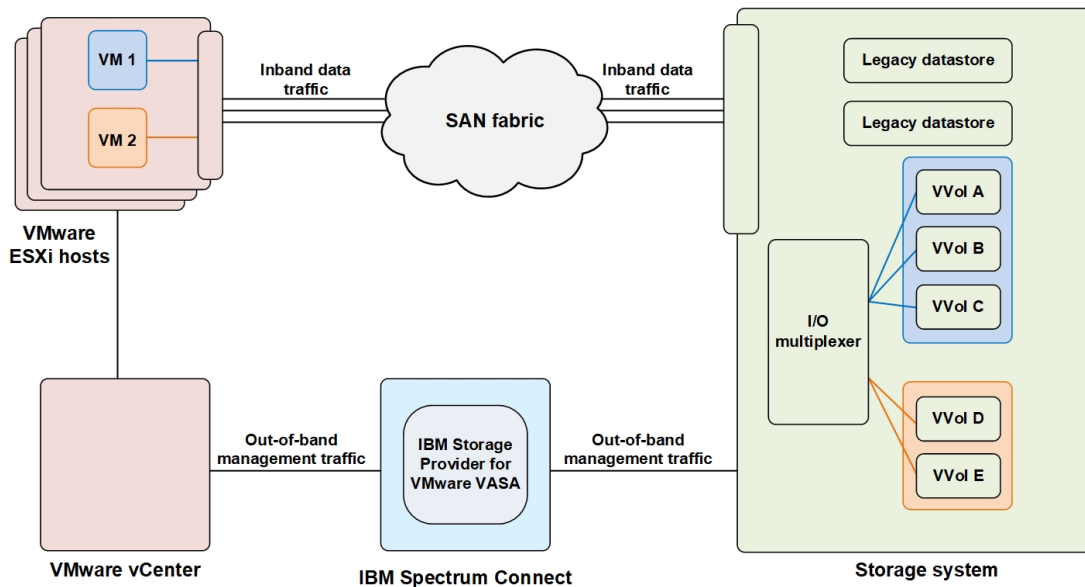 VM 1
VM 2
VMware
ESXi hosts
Inband data
traffic
SAN fabric
Inband data
traffic
Legacy datastore
Legacy datastore
VVol A
VVol B
VVol C
I/O
multiplexer
VVol D
VVol E
Out-of-band
management traffic
IBM Storage
Provider for
VMware VASA
Out-of-band
management traffic
VMware vCenter
IBM Spectrum Connect
Storage system